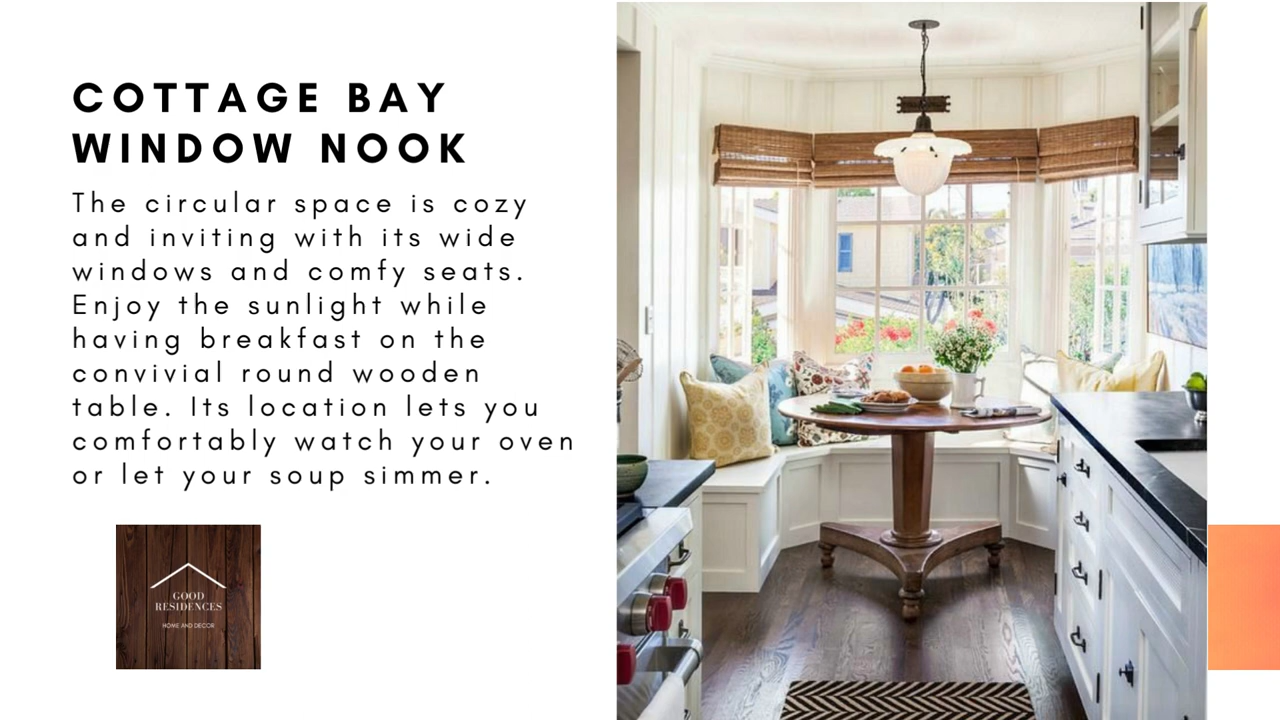 COTTAGE BAY
WINDOW NOOK
The circular space is cozy
and inviting with its wide
windows and comfy seats.
Enjoy the sunlight while
having breakfast on the
convivial round wooden
table. Its location lets you
comfortably watch your oven
or let your soup simmer.
GOOD
RESIDENCES
HOME AND DECOR